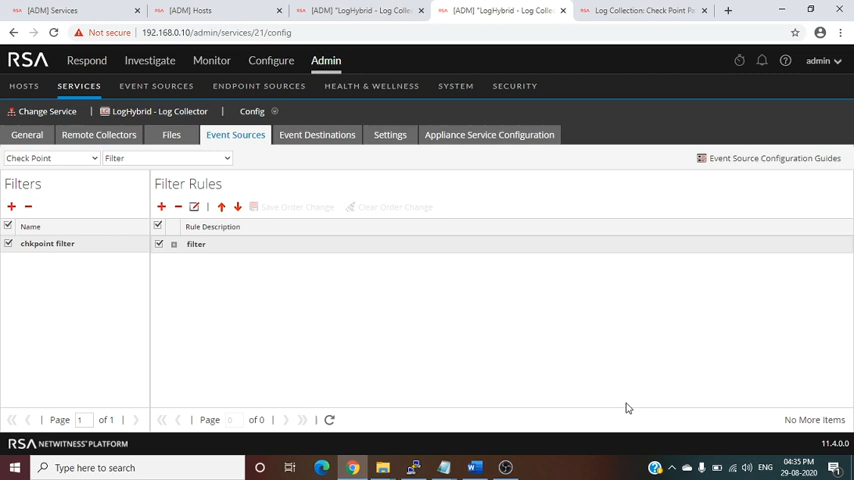 [ADM] Services
[ADM] Hosts
[ADM] "LogHybrid - Log Colle
[ADM] "LogHybrid - Log Colle
Log Collection: Check Point Pa
Not secure
192.168.0.10/admin/services/21/config
RSA Respond Investigate Monitor Configure Admin admin
HOSTS SERVICES EVENT SOURCES ENDPOINT SOURCES HEALTH & WELLNESS SYSTEM SECURITY
Change Service LogHybrid - Log Collector Config
General Remote Collectors Files Event Sources Event Destinations Settings Appliance Service Configuration
Check Point Filter Event Source Configuration Guides
Filters Filter Rules
Save Order Change Clear Order Change
Name Rule Description
chkpoint filter filter
Page 1 of 1 Page 0 of 0 No More Items
RSA NETWITNESS PLATFORM 11.4.0.0
Type here to search
ENG
04:35 PM
29-08-2020